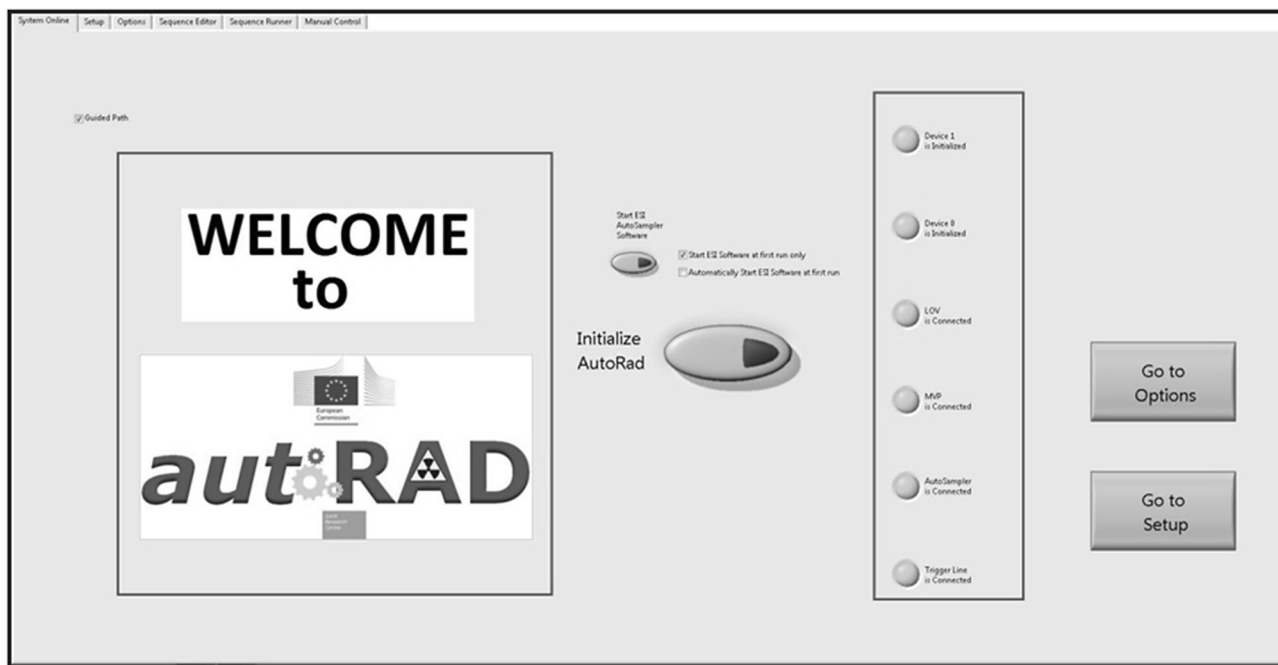 System Online
Setup
Options
Sequence Editor
Sequence Runner
Manual Control
Guided Path
WELCOME
to
European
Commission
autoRAD
Joint
Research
Centre
Start ESI
AutoSampler
Software
Start ESI Software at first run only
Automatically Start ESI Software at first run
Initialize
AutoRad
Device 1
is Initialized
Device 8
is Initialized
LOV
is Connected
MVP
is Connected
AutoSampler
is Connected
Trigger Line
is Connected
Go to
Options
Go to
Setup